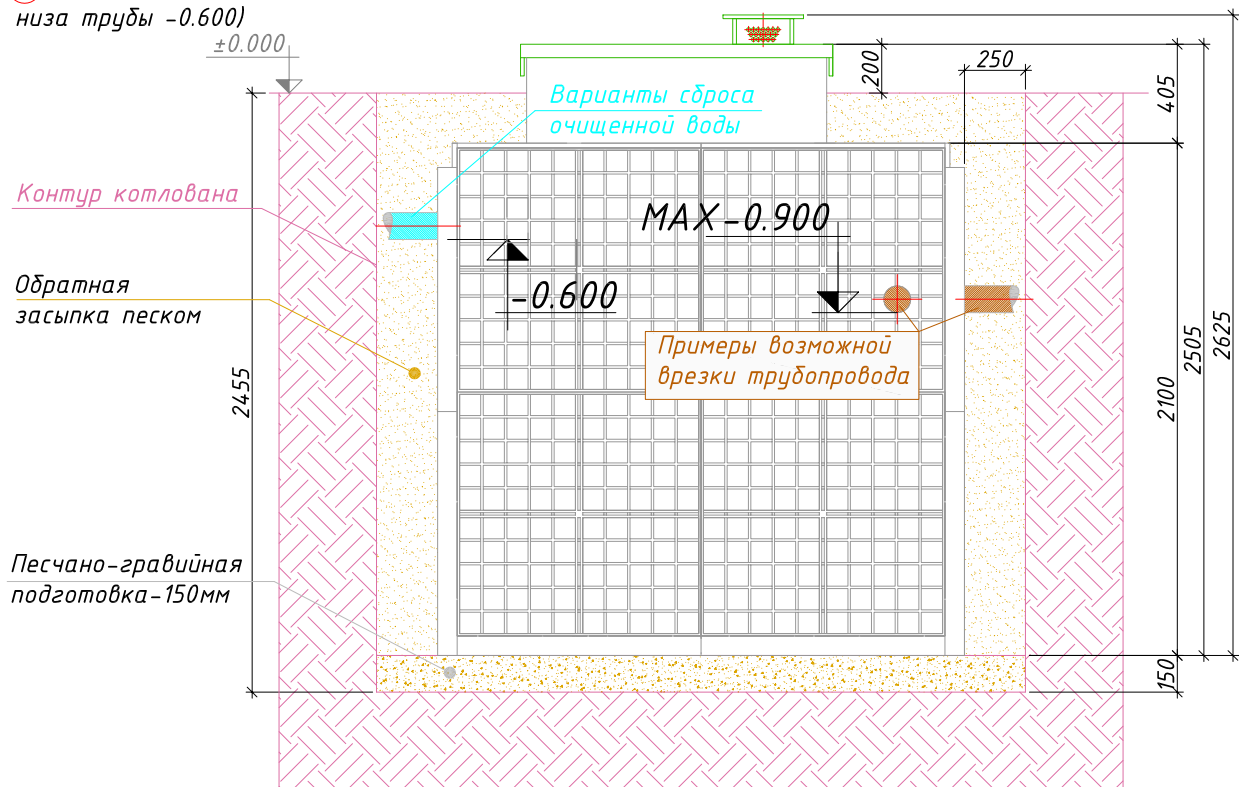 низа трубы -0.600)
±0.000
Варианты сброса
очищенной воды
200
250
405
Контур котлована
MAX -0.900
-0.600
Обратная
засыпка песком
Примеры возможной
врезки трубопровода
2455
2100
2505
2625
Песчано-гравийная
подготовка-150мм
150